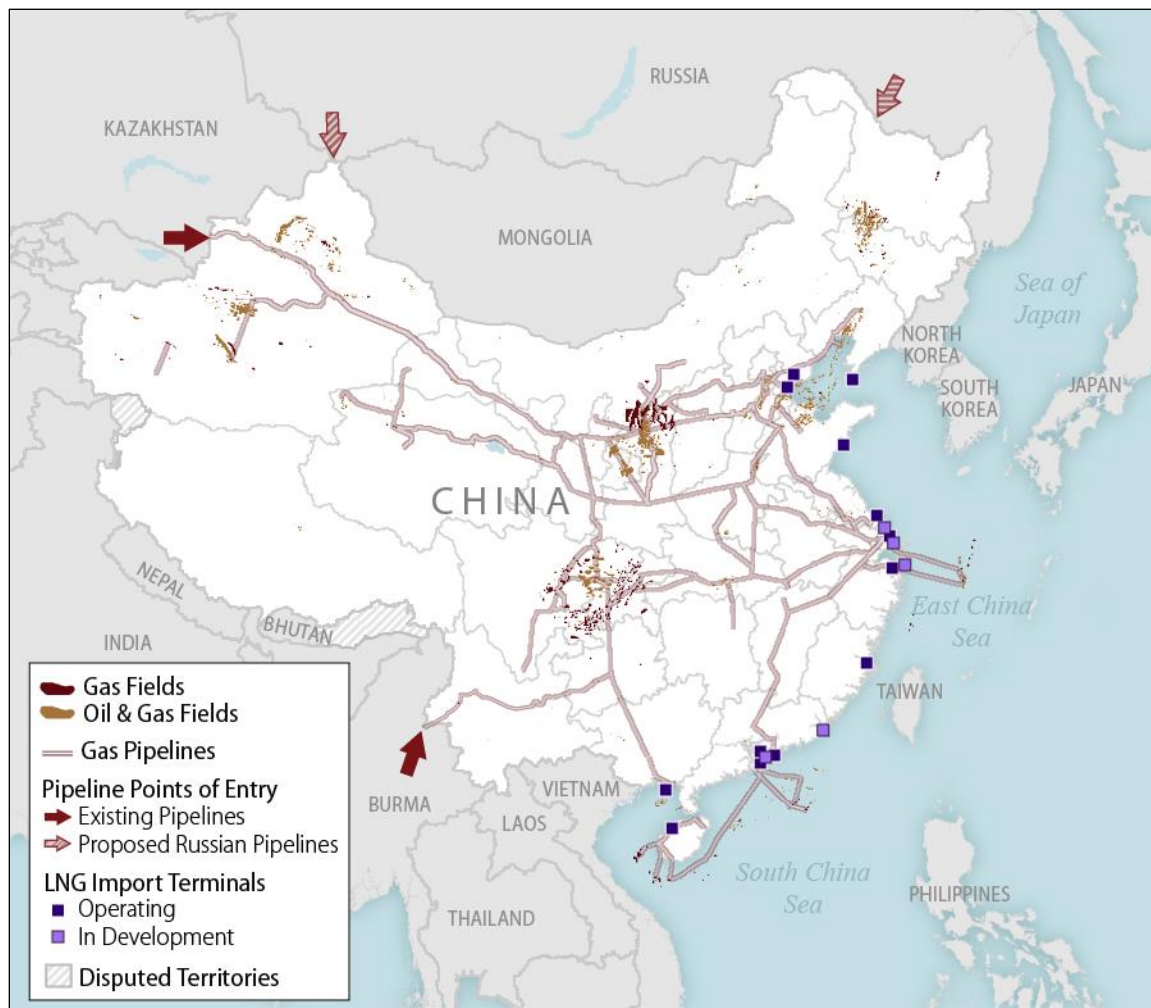 RUSSIA
KAZAKHSTAN
MONGOLIA
Sea of
Japan
NORTH
KOREA
SOUTH
KOREA
JAPAN
CHINA
NEPAL
BHUTAN
INDIA
East China
Sea
TAIWAN
BURMA
VIETNAM
LAOS
THAILAND
South China
Sea
PHILIPPINES
Gas Fields
Oil & Gas Fields
Gas Pipelines
Pipeline Points of Entry
Existing Pipelines
Proposed Russian Pipelines
LNG Import Terminals
Operating
In Development
Disputed Territories